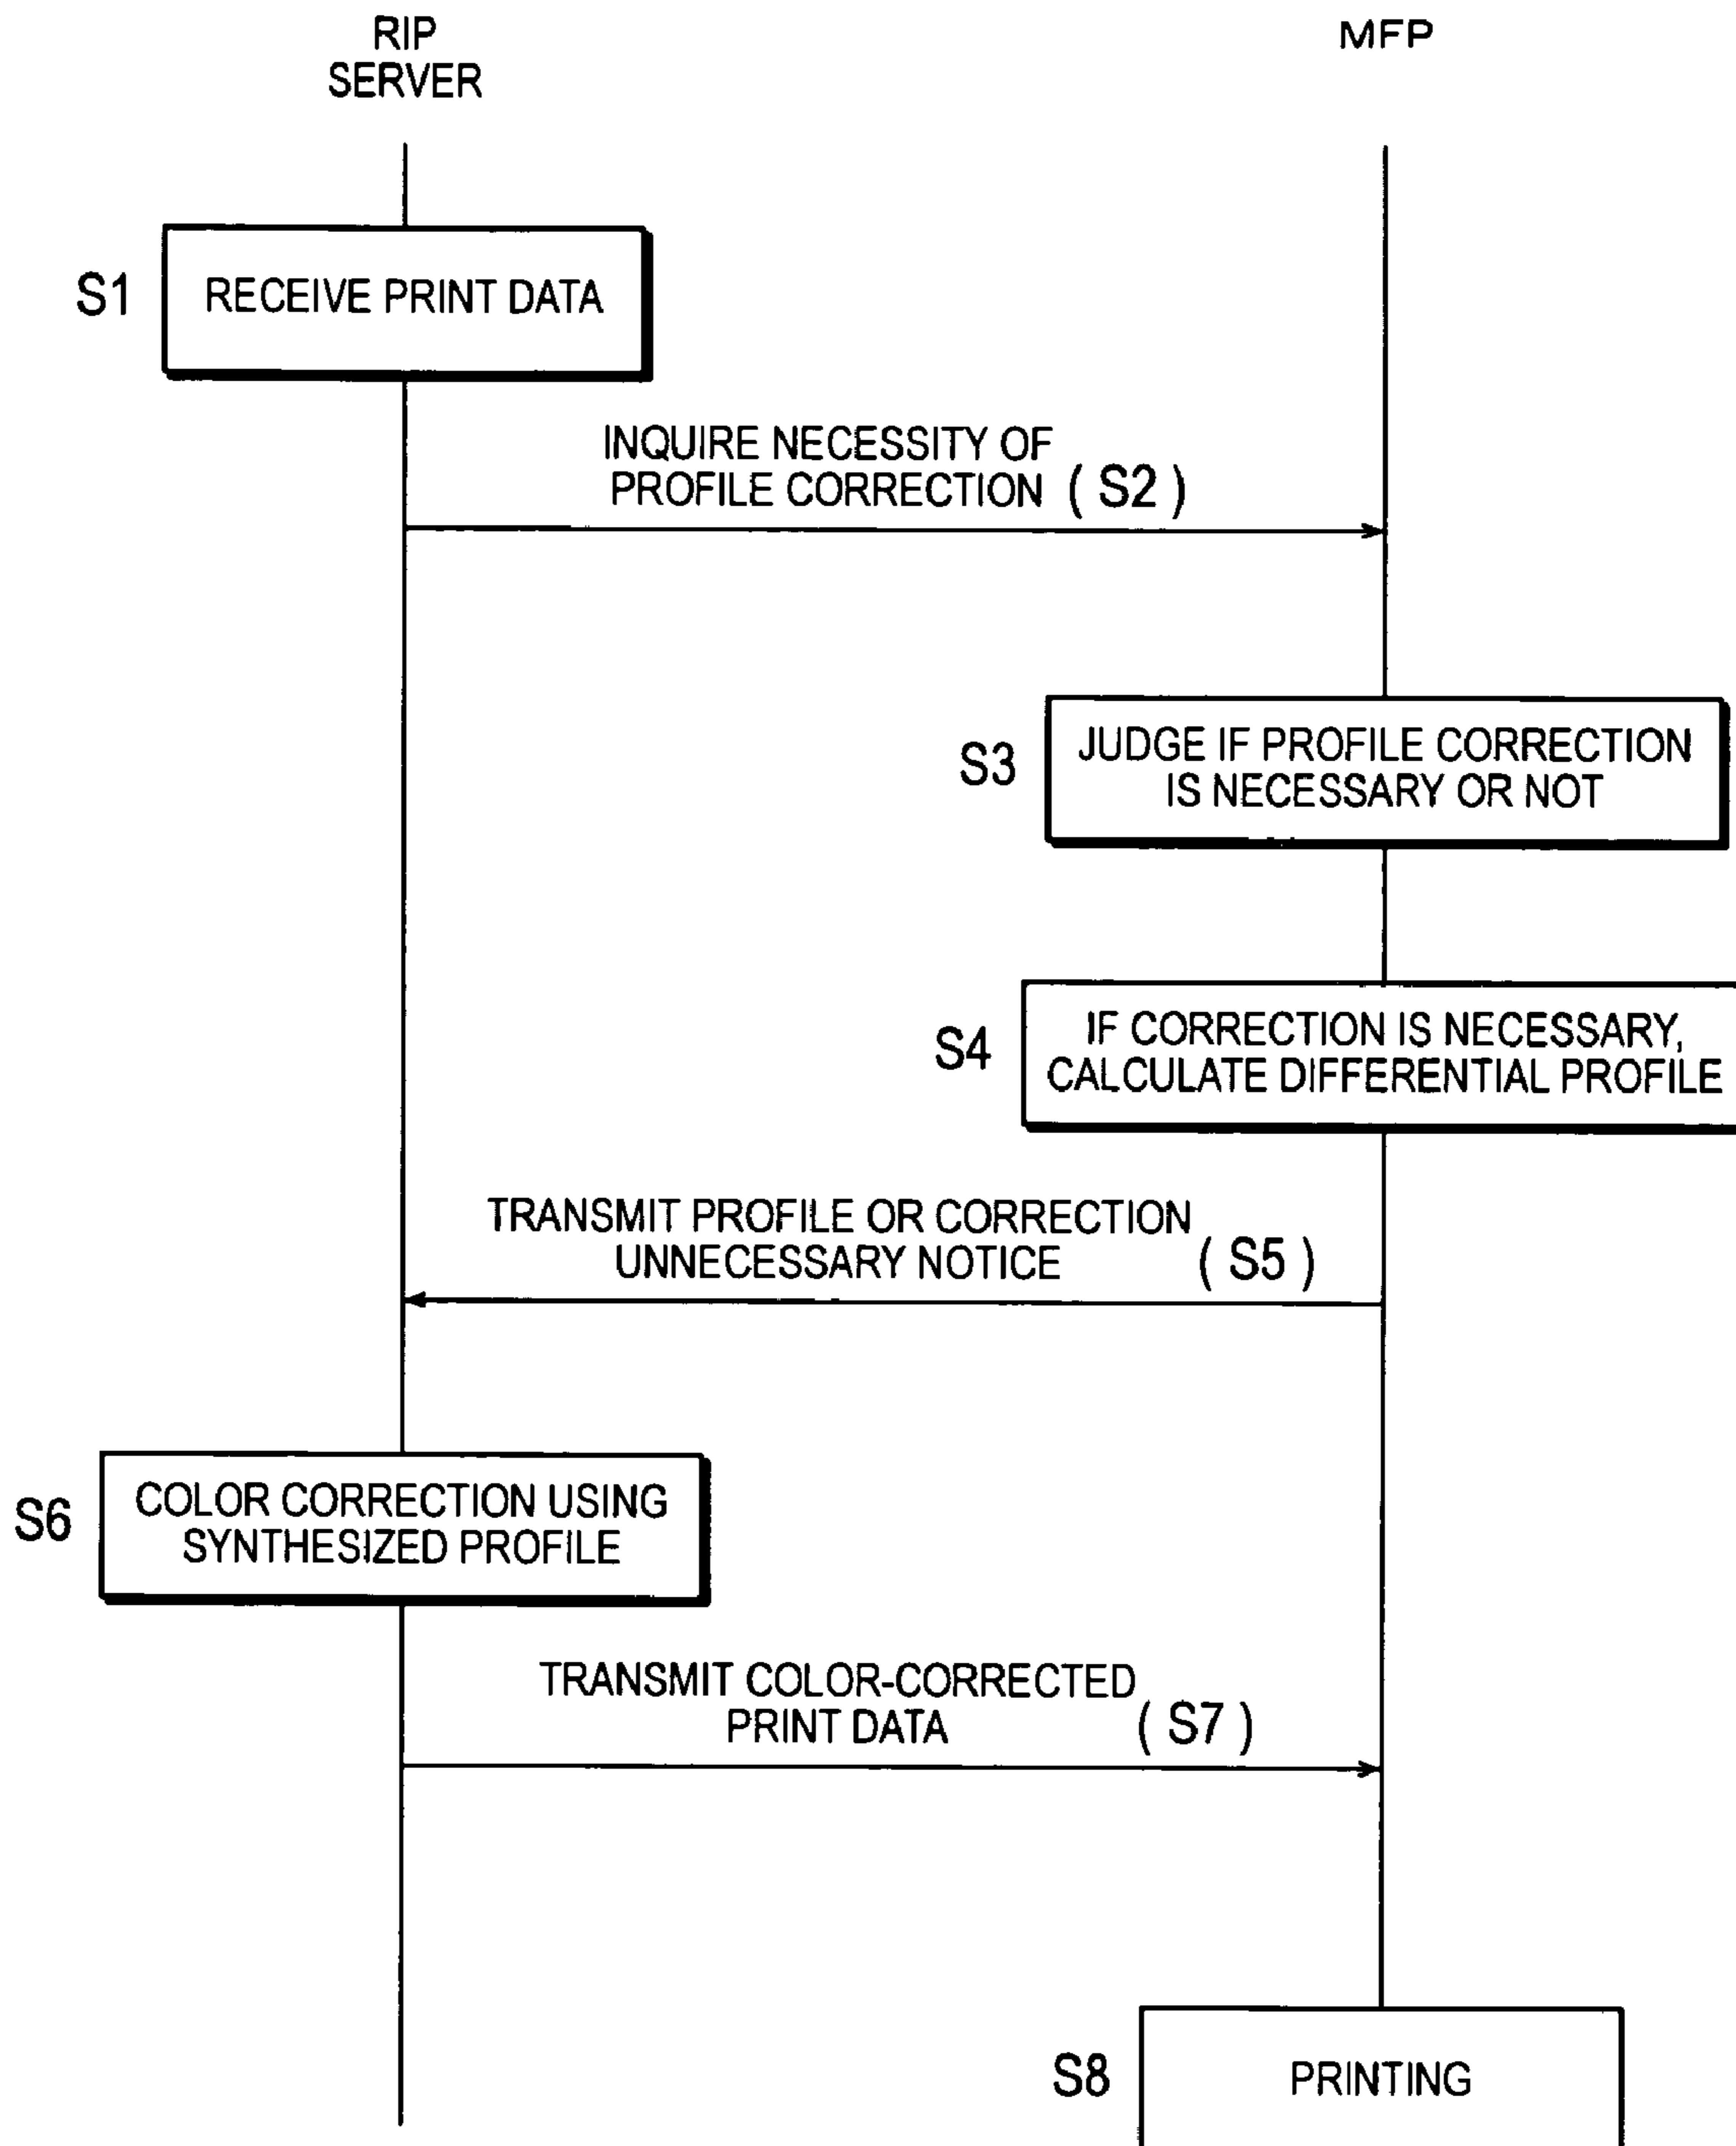 RIP
SERVER
MFP
S1
RECEIVE PRINT DATA
INQUIRE NECESSITY OF
PROFILE CORRECTION ( S2 )
S3
JUDGE IF PROFILE CORRECTION
IS NECESSARY OR NOT
S4
IF CORRECTION IS NECESSARY,
CALCULATE DIFFERENTIAL PROFILE
TRANSMIT PROFILE OR CORRECTION
UNNECESSARY NOTICE ( S5 )
S6
COLOR CORRECTION USING
SYNTHESIZED PROFILE
TRANSMIT COLOR-CORRECTED
PRINT DATA ( S7 )
S8
PRINTING